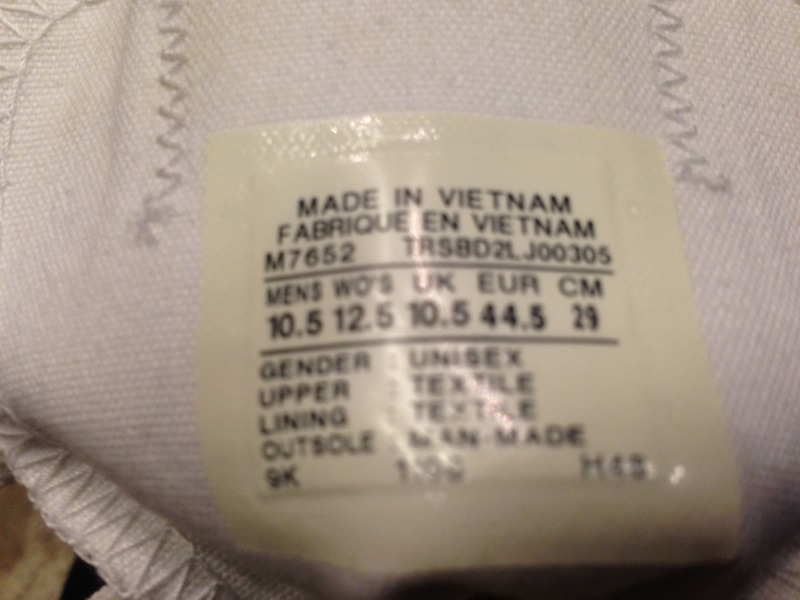 MADE IN VIETNAM
FABRIQUE EN VIETNAM
M7652 TRSBD2LJ00305
MENS WO'S UK EUR CM
10.5 12.5 10.5 44.5 29
GENDER : UNISEX
UPPER : TEXTILE
LINING : TEXTILE
OUTSOLE : MAN-MADE
9K